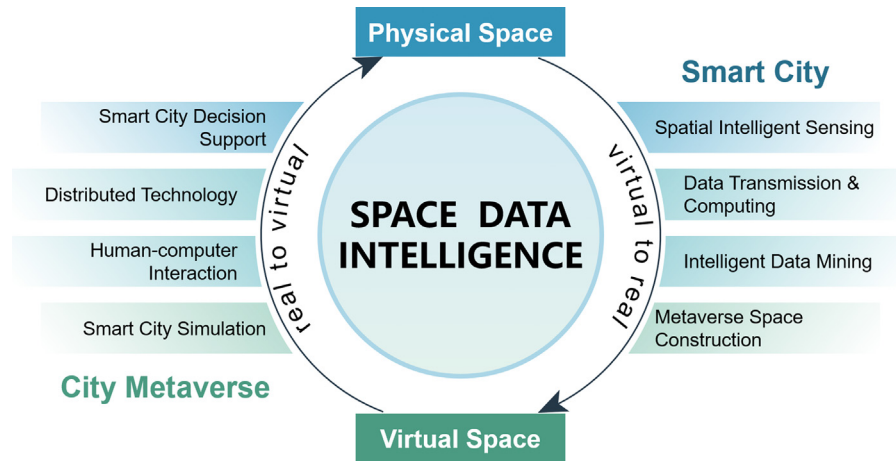 Physical Space
Smart City
Smart City Decision
Support
Distributed Technology
Human-computer
Interaction
Smart City Simulation
City Metaverse
real to virtual
SPACE DATA
INTELLIGENCE
virtual to real
Spatial Intelligent Sensing
Data Transmission &
Computing
Intelligent Data Mining
Metaverse Space
Construction
Virtual Space